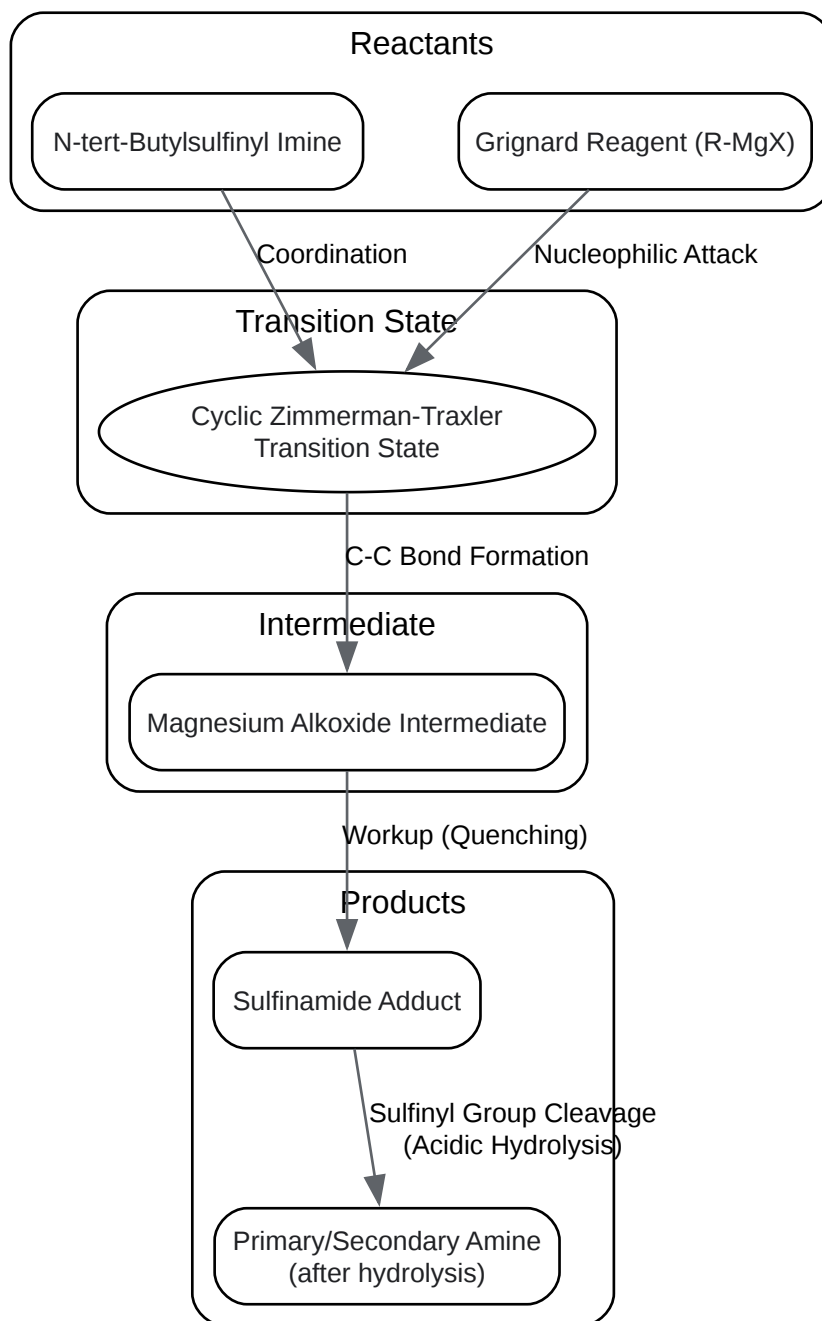 Reactants
N-tert-Butylsulfinyl Imine
Grignard Reagent (R-MgX)
Coordination
Nucleophilic Attack
Transition State
Cyclic Zimmerman-Traxler
Transition State
C-C Bond Formation
Intermediate
Magnesium Alkoxide Intermediate
Workup (Quenching)
Products
Sulfinamide Adduct
Sulfinyl Group Cleavage
(Acidic Hydrolysis)
Primary/Secondary Amine
(after hydrolysis)